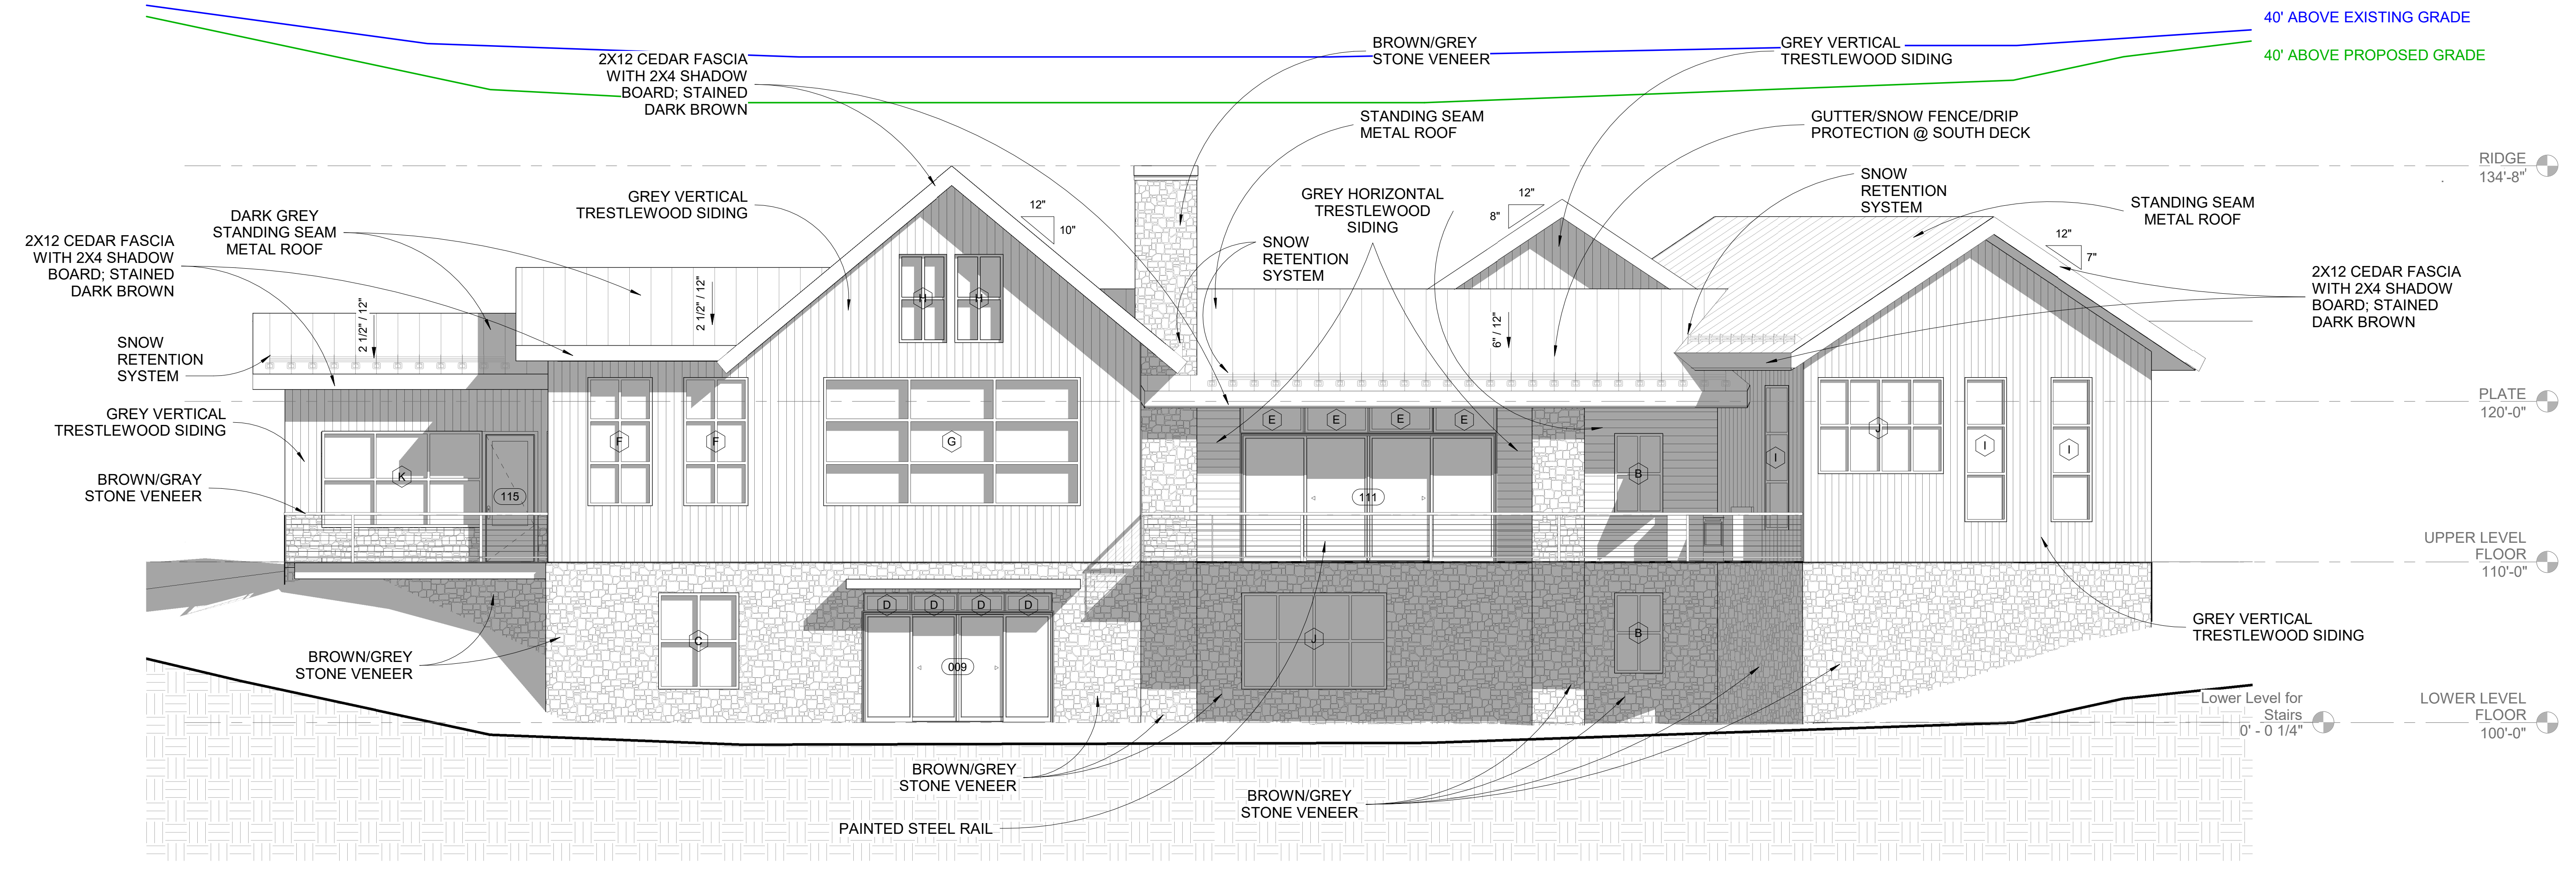 40' ABOVE EXISTING GRADE
40' ABOVE PROPOSED GRADE
2X12 CEDAR FASCIA
WITH 2X4 SHADOW
BOARD; STAINED
DARK BROWN
BROWN/GREY
STONE VENEER
GREY VERTICAL
TRESTLEWOOD SIDING
STANDING SEAM
METAL ROOF
GUTTER/SNOW FENCE/DRIP
PROTECTION @ SOUTH DECK
RIDGE
134'-8"
SNOW
RETENTION
SYSTEM
STANDING SEAM
METAL ROOF
GREY VERTICAL
TRESTLEWOOD SIDING
GREY HORIZONTAL
TRESTLEWOOD
SIDING
12"
10"
12"
8"
12"
7"
DARK GREY
STANDING SEAM
METAL ROOF
2X12 CEDAR FASCIA
WITH 2X4 SHADOW
BOARD; STAINED
DARK BROWN
SNOW
RETENTION
SYSTEM
2X12 CEDAR FASCIA
WITH 2X4 SHADOW
BOARD; STAINED
DARK BROWN
2 1/2" / 12"
2 1/2" / 12"
6" / 12"
H
H
SNOW
RETENTION
SYSTEM
PLATE
120'-0"
GREY VERTICAL
TRESTLEWOOD SIDING
E
E
E
E
F
F
G
J
I
I
I
K
B
BROWN/GRAY
STONE VENEER
115
111
UPPER LEVEL
FLOOR
110'-0"
D
D
D
D
C
J
B
GREY VERTICAL
TRESTLEWOOD SIDING
BROWN/GREY
STONE VENEER
009
Lower Level for
Stairs
0' - 0 1/4"
LOWER LEVEL
FLOOR
100'-0"
BROWN/GREY
STONE VENEER
BROWN/GREY
STONE VENEER
PAINTED STEEL RAIL